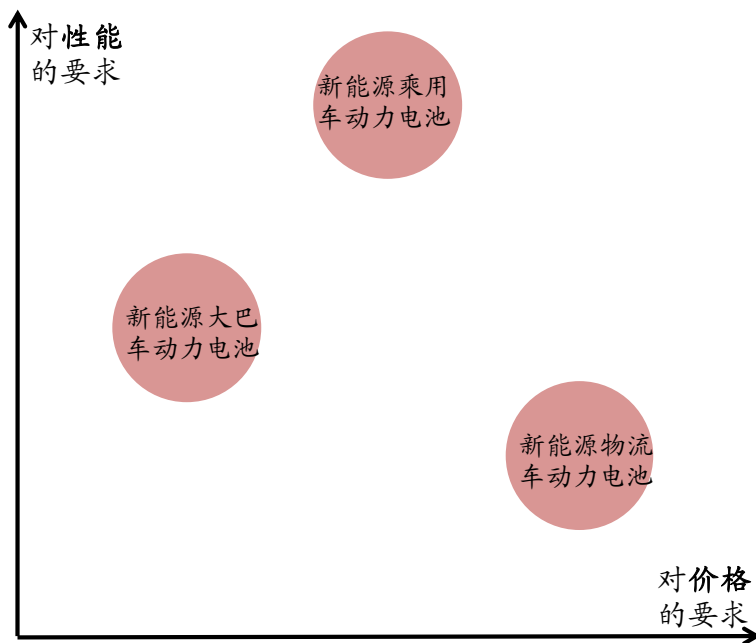 对性能
的要求
新能源乘用
车动力电池
新能源大巴
车动力电池
新能源物流
车动力电池
对价格
的要求